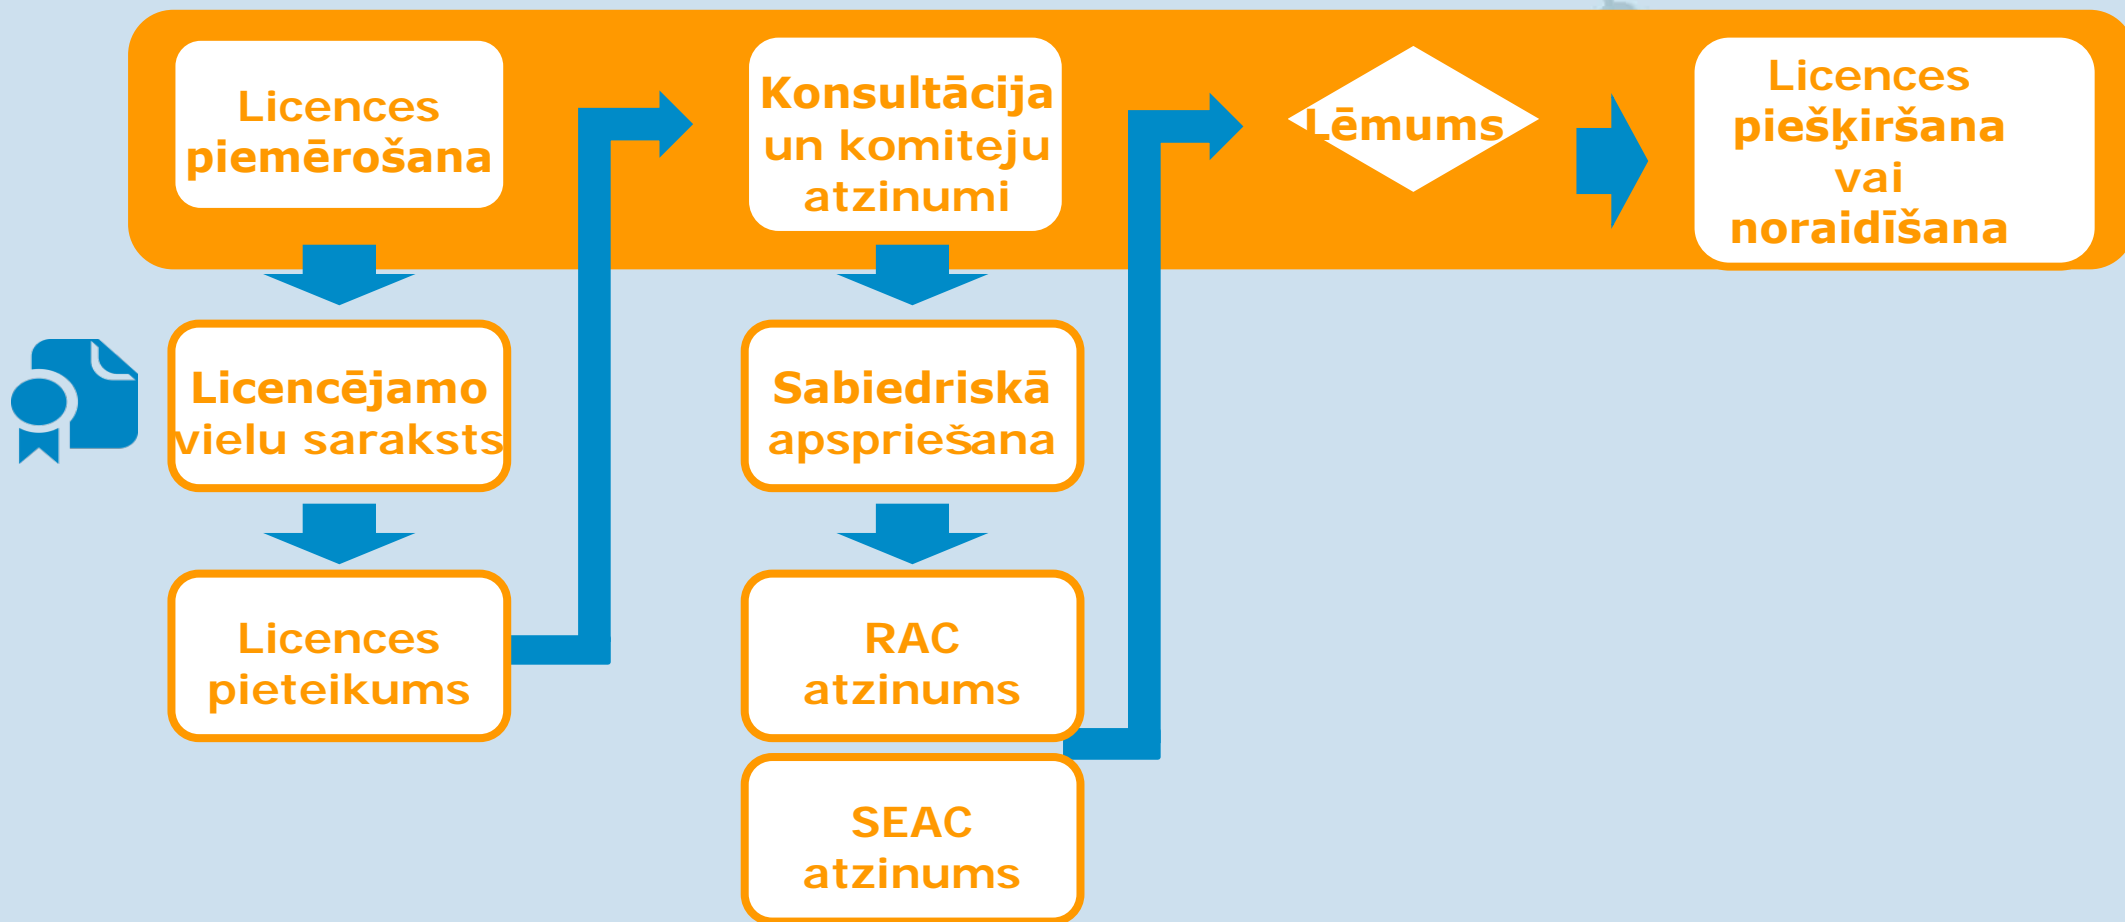 Licences
piemērošana
Licencējamo
vielu saraksts
Licences
pieteikums
Konsultācija
un komiteju
atzinumi
Sabiedriskā
apspriešana
RAC
atzinums
SEAC
atzinums
Lēmums
Licences
piešķiršana
vai
noraidīšana